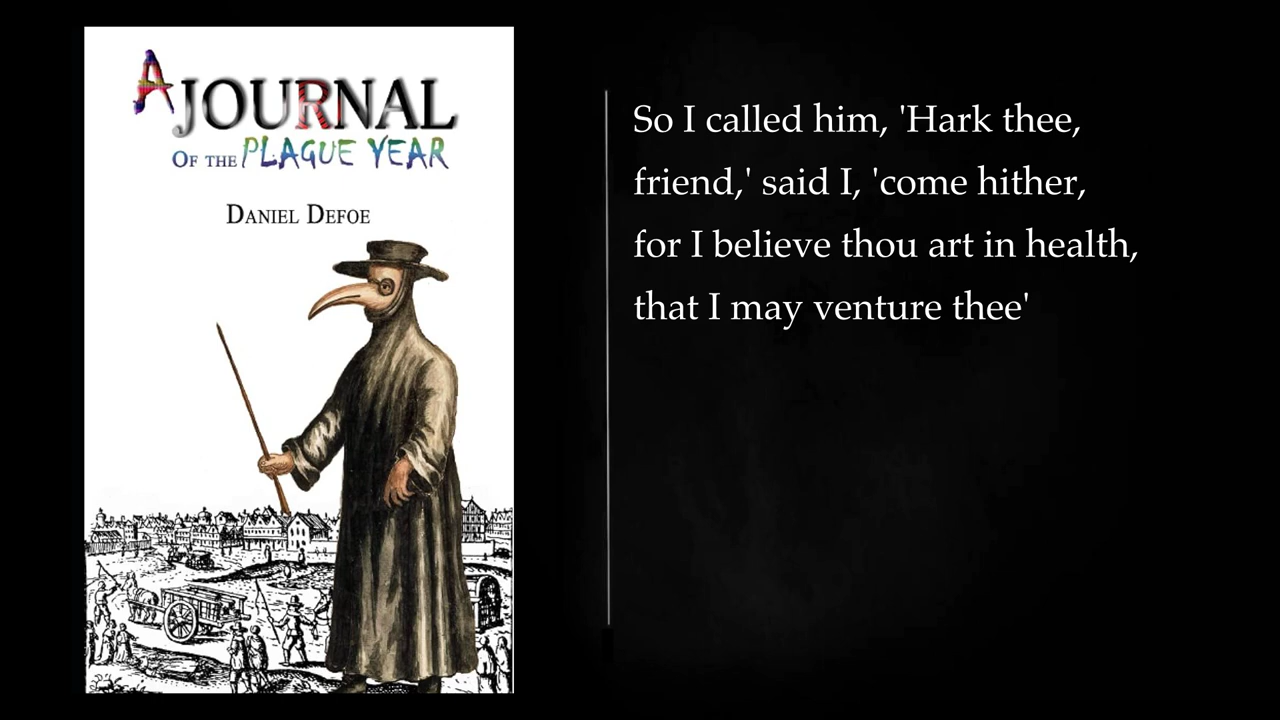 A JOURNAL
OF THE PLAGUE YEAR
DANIEL DEFOE
So I called him, 'Hark thee,
friend,' said I, 'come hither,
for I believe thou art in health,
that I may venture thee'